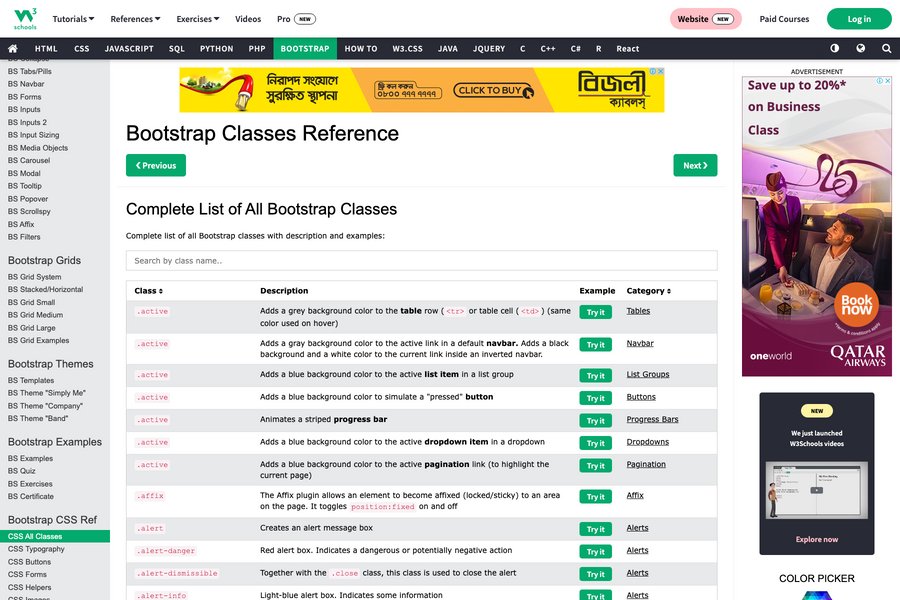 W3
schools
Tutorials
References
Exercises
Videos
Pro NEW
Website NEW
Paid Courses
Log in
HTML CSS JAVASCRIPT SQL PYTHON PHP BOOTSTRAP HOW TO W3.CSS JAVA JQUERY C C++ C# R React
BS Collapse
BS Tabs/Pills
BS Navbar
BS Forms
BS Inputs
BS Inputs 2
BS Input Sizing
BS Media Objects
BS Carousel
BS Modal
BS Tooltip
BS Popover
BS Scrollspy
BS Affix
BS Filters
Bootstrap Grids
BS Grid System
BS Stacked/Horizontal
BS Grid Small
BS Grid Medium
BS Grid Large
BS Grid Examples
Bootstrap Themes
BS Templates
BS Theme "Simply Me"
BS Theme "Company"
BS Theme "Band"
Bootstrap Examples
BS Examples
BS Quiz
BS Exercises
BS Certificate
Bootstrap CSS Ref
CSS All Classes
CSS Typography
CSS Buttons
CSS Forms
CSS Helpers
CSS Images
নিরাপদ সংযোগে
সুরক্ষিত স্থাপনা
ফ্রি কল করুন
০৮০০ ৭৭৭ ৭৭৭৭
CLICK TO BUY
বিজলী
ক্যাবলস্
Bootstrap Classes Reference
❮ Previous
Next ❯
Complete List of All Bootstrap Classes
Complete list of all Bootstrap classes with description and examples:
Search by class name..
Class Description Example Category
.active Adds a grey background color to the table row ( <tr> or table cell ( <td> ) (same Try it Tables
color used on hover)
.active Adds a gray background color to the active link in a default navbar. Adds a black Try it Navbar
background and a white color to the current link inside an inverted navbar.
.active Adds a blue background color to the active list item in a list group Try it List Groups
.active Adds a blue background color to simulate a "pressed" button Try it Buttons
.active Animates a striped progress bar Try it Progress Bars
.active Adds a blue background color to the active dropdown item in a dropdown Try it Dropdowns
.active Adds a blue background color to the active pagination link (to highlight the Try it Pagination
current page)
.affix The Affix plugin allows an element to become affixed (locked/sticky) to an area Try it Affix
on the page. It toggles position:fixed on and off
.alert Creates an alert message box Try it Alerts
.alert-danger Red alert box. Indicates a dangerous or potentially negative action Try it Alerts
.alert-dismissible Together with the .close class, this class is used to close the alert Try it Alerts
.alert-info Light-blue alert box. Indicates some information Try it Alerts
ADVERTISEMENT
Save up to 20%*
on Business
Class
Book
now
*Terms & conditions apply
oneworld
QATAR
AIRWAYS
NEW
We just launched
W3Schools videos
Explore now
COLOR PICKER